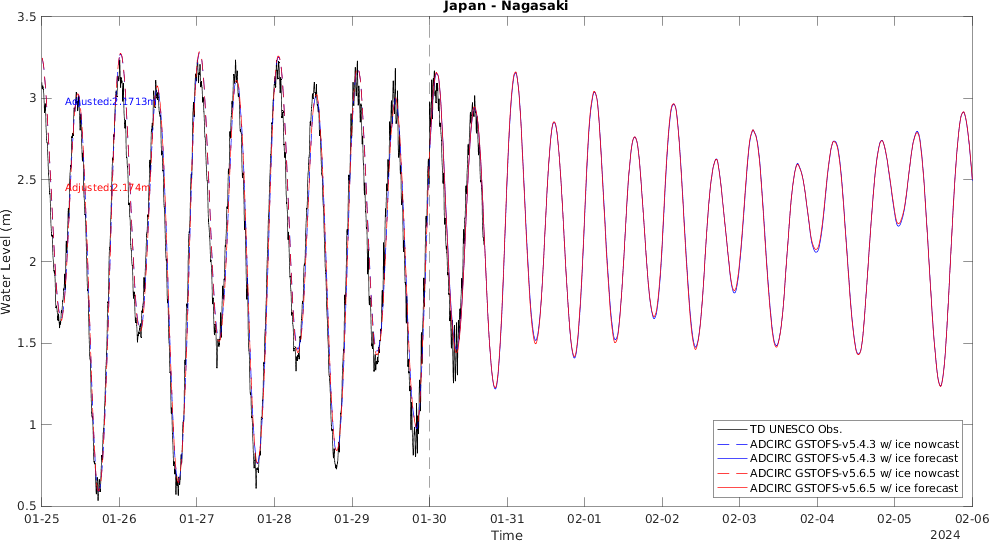 Japan - Nagasaki
3.5
3
2.5
2
1.5
1
0.5
Water Level (m)
Adjusted:2.1713m
Adjusted:2.174m
TD UNESCO Obs.
ADCIRC GSTOFS-v5.4.3 w/ ice nowcast
ADCIRC GSTOFS-v5.4.3 w/ ice forecast
ADCIRC GSTOFS-v5.6.5 w/ ice nowcast
ADCIRC GSTOFS-v5.6.5 w/ ice forecast
01-25 01-26 01-27 01-28 01-29 01-30 01-31 02-01 02-02 02-03 02-04 02-05 02-06
Time
2024